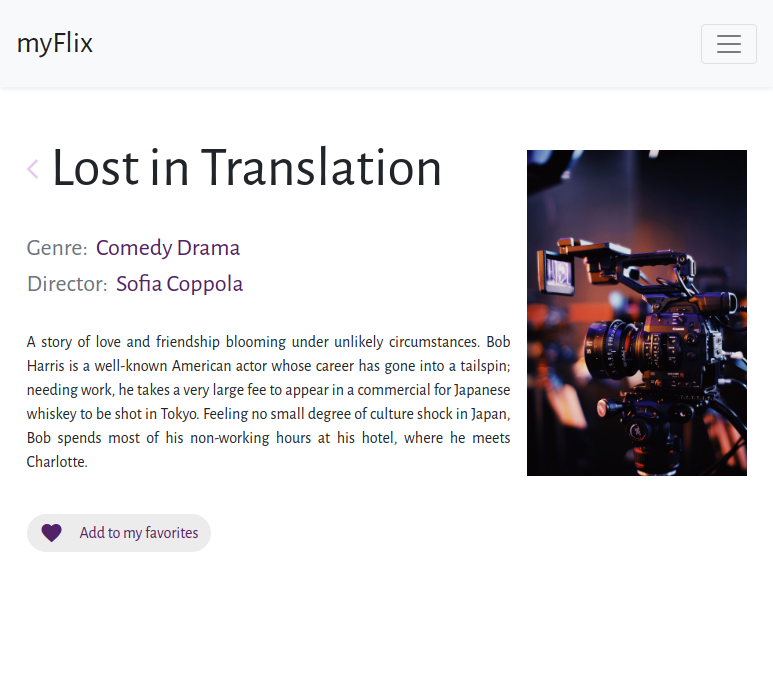 myFlix
Lost in Translation
Genre: Comedy Drama
Director: Sofia Coppola
A story of love and friendship blooming under unlikely circumstances. Bob
Harris is a well-known American actor whose career has gone into a tailspin;
needing work, he takes a very large fee to appear in a commercial for Japanese
whiskey to be shot in Tokyo. Feeling no small degree of culture shock in Japan,
Bob spends most of his non-working hours at his hotel, where he meets
Charlotte.
Add to my favorites